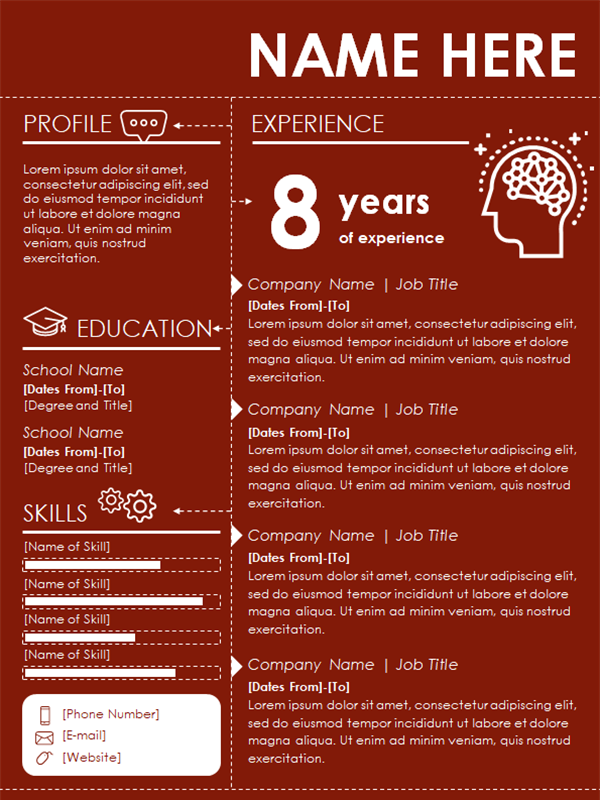 NAME HERE
PROFILE
Lorem ipsum dolor sit amet,
consectetur adipiscing elit, sed
do eiusmod tempor incididunt
ut labore et dolore magna
aliqua. Ut enim ad minim
veniam, quis nostrud
exercitation.
EDUCATION
School Name
[Dates From]-[To]
[Degree and Title]
School Name
[Dates From]-[To]
[Degree and Title]
SKILLS
[Name of Skill]
[Name of Skill]
[Name of Skill]
[Name of Skill]
[Phone Number]
[E-mail]
[Website]
EXPERIENCE
8 years
of experience
Company Name | Job Title
[Dates From]-[To]
Lorem ipsum dolor sit amet, consectetur adipiscing elit,
sed do eiusmod tempor incididunt ut labore et dolore
magna aliqua. Ut enim ad minim veniam, quis nostrud
exercitation.
Company Name | Job Title
[Dates From]-[To]
Lorem ipsum dolor sit amet, consectetur adipiscing elit,
sed do eiusmod tempor incididunt ut labore et dolore
magna aliqua. Ut enim ad minim veniam, quis nostrud
exercitation.
Company Name | Job Title
[Dates From]-[To]
Lorem ipsum dolor sit amet, consectetur adipiscing elit,
sed do eiusmod tempor incididunt ut labore et dolore
magna aliqua. Ut enim ad minim veniam, quis nostrud
exercitation.
Company Name | Job Title
[Dates From]-[To]
Lorem ipsum dolor sit amet, consectetur adipiscing elit,
sed do eiusmod tempor incididunt ut labore et dolore
magna aliqua. Ut enim ad minim veniam, quis nostrud
exercitation.